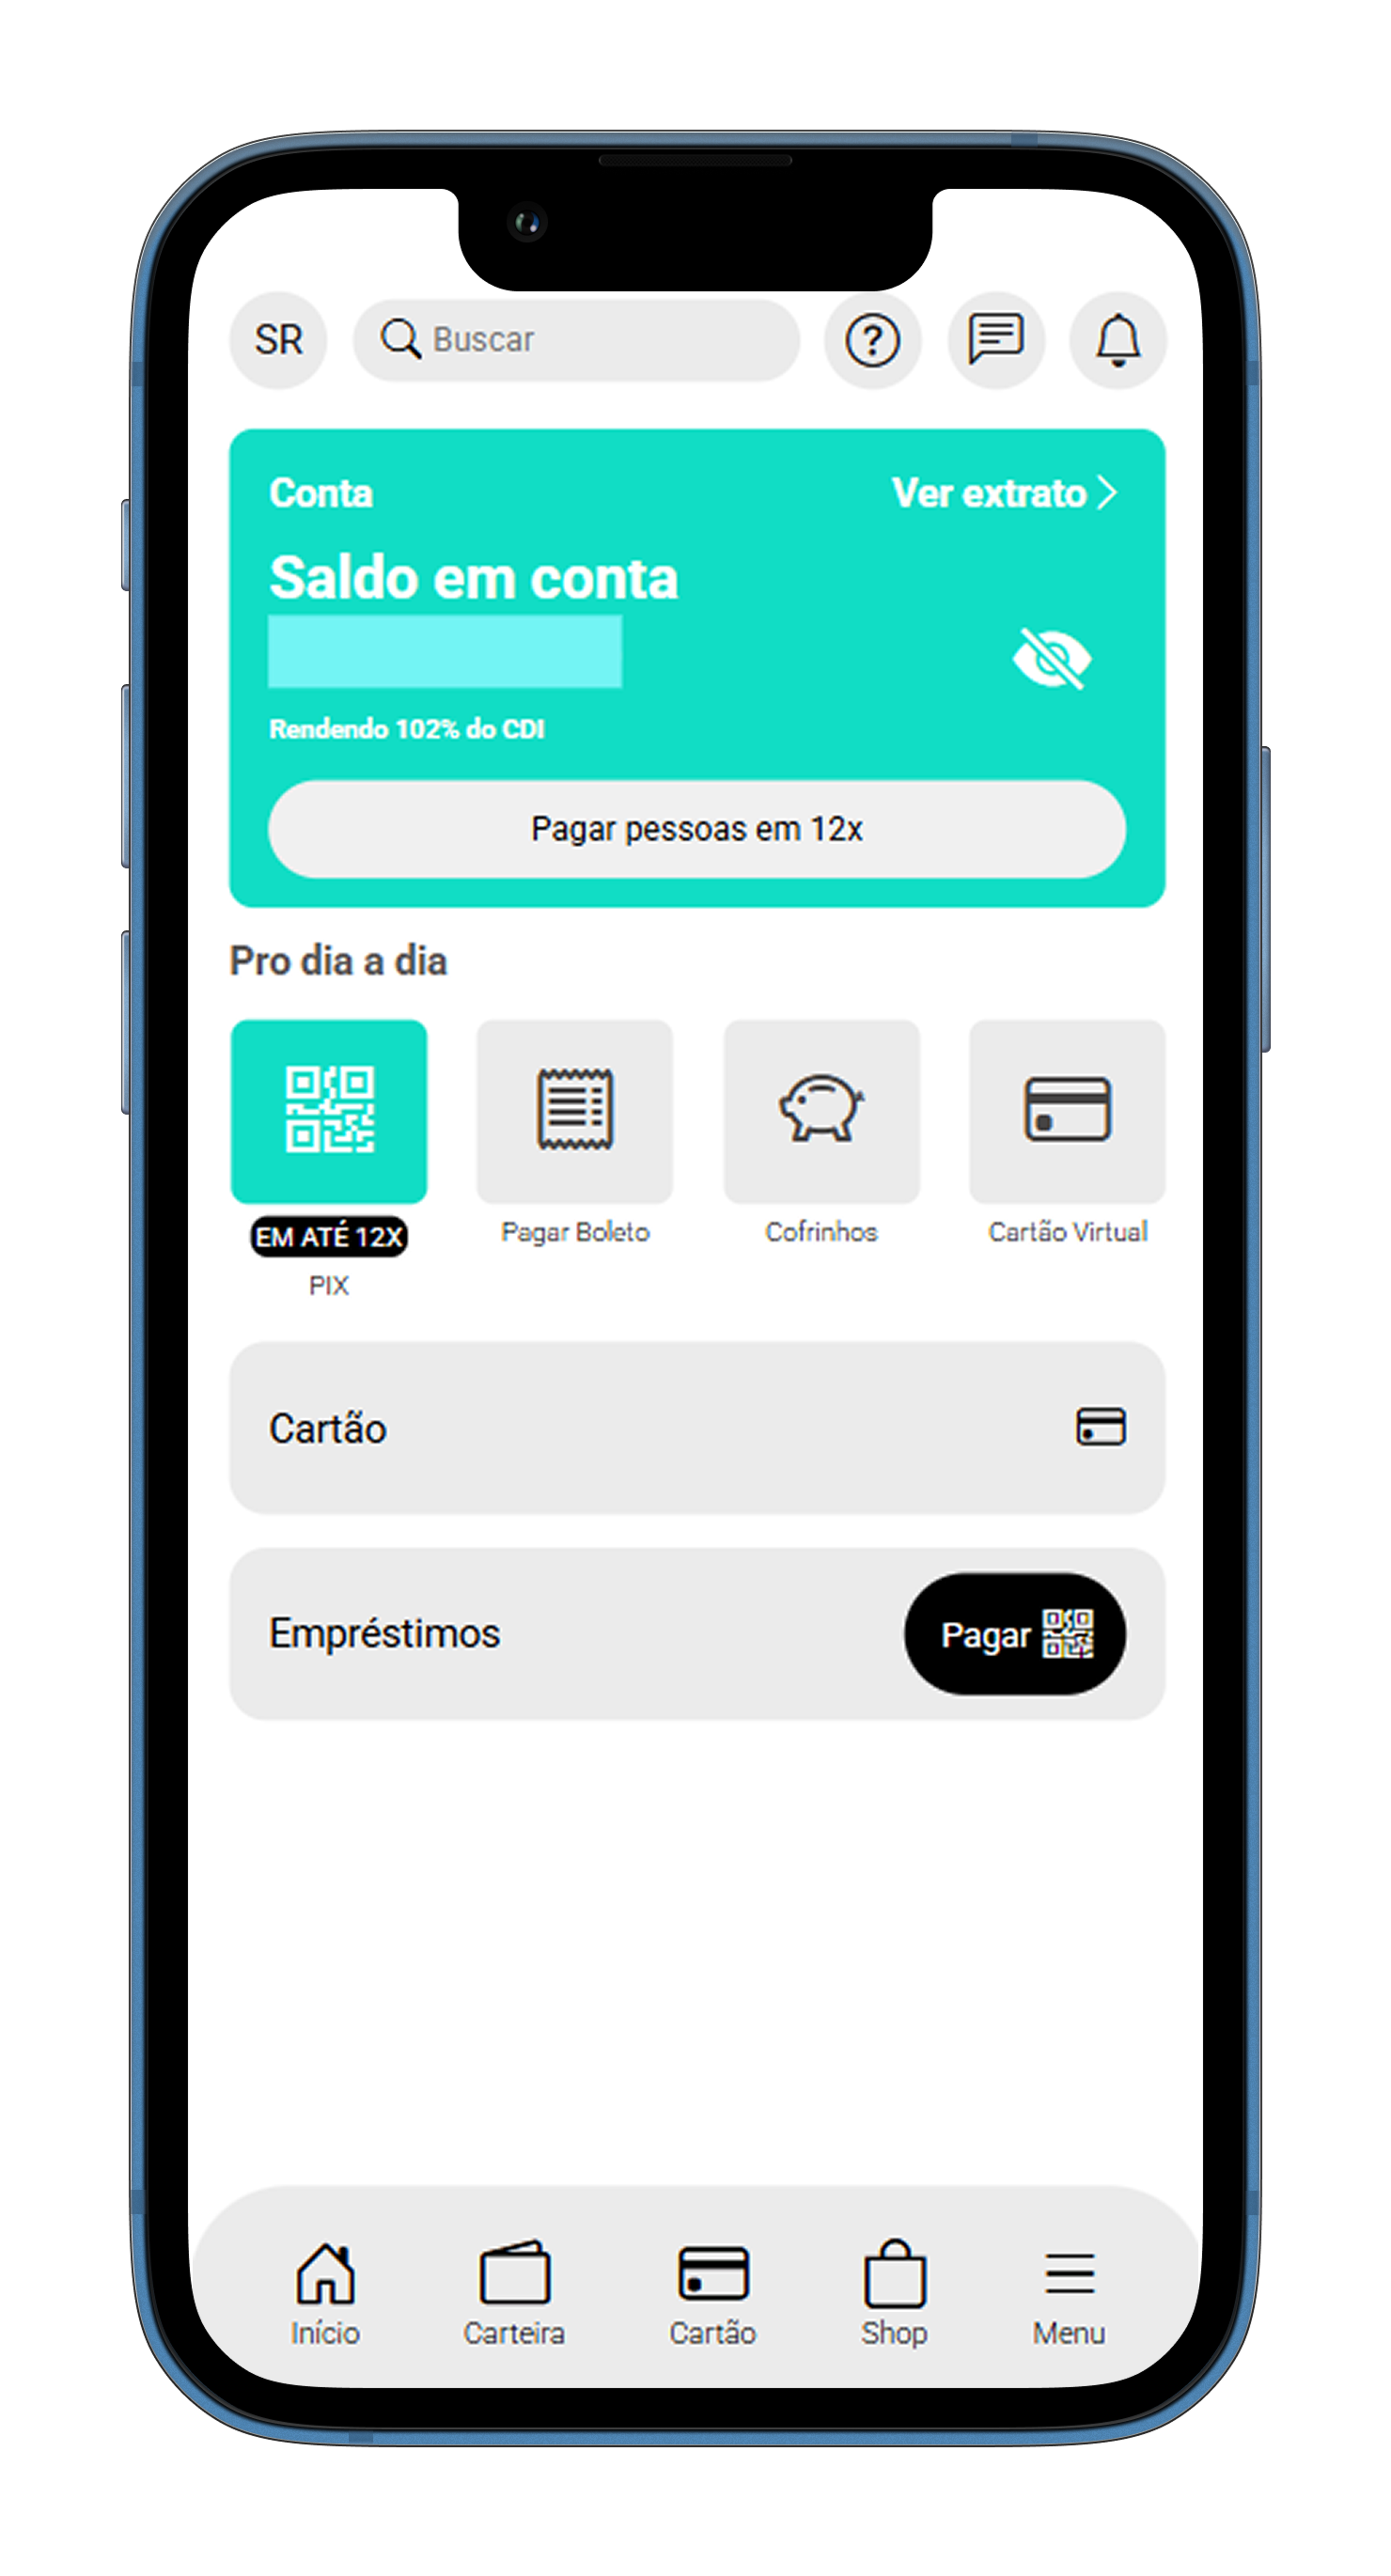 SR
Buscar
Conta
Ver extrato
Saldo em conta
Rendendo 102% do CDI
Pagar pessoas em 12x
Pro dia a dia
EM ATÉ 12X
PIX
Pagar Boleto
Cofrinhos
Cartão Virtual
Cartão
Empréstimos
Pagar
Início
Carteira
Cartão
Shop
Menu